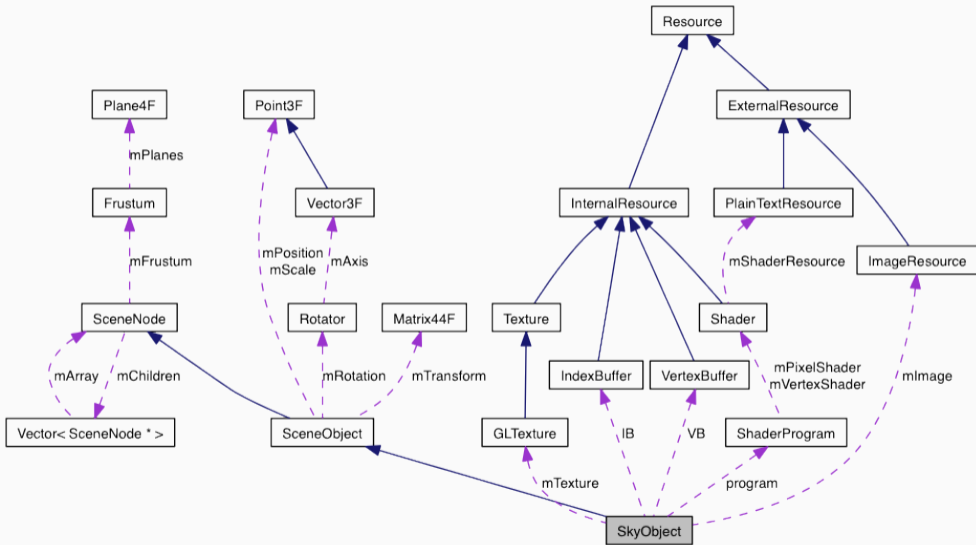 Resource
Plane4F
Point3F
ExternalResource
mPlanes
Frustum
Vector3F
InternalResource
PlainTextResource
mFrustum
mPosition
mScale
mAxis
mShaderResource
ImageResource
SceneNode
Rotator
Matrix44F
Texture
Shader
mArray
mChildren
mRotation
mTransform
IndexBuffer
VertexBuffer
mPixelShader
mVertexShader
mImage
Vector< SceneNode * >
SceneObject
GLTexture
IB
VB
ShaderProgram
mTexture
program
SkyObject